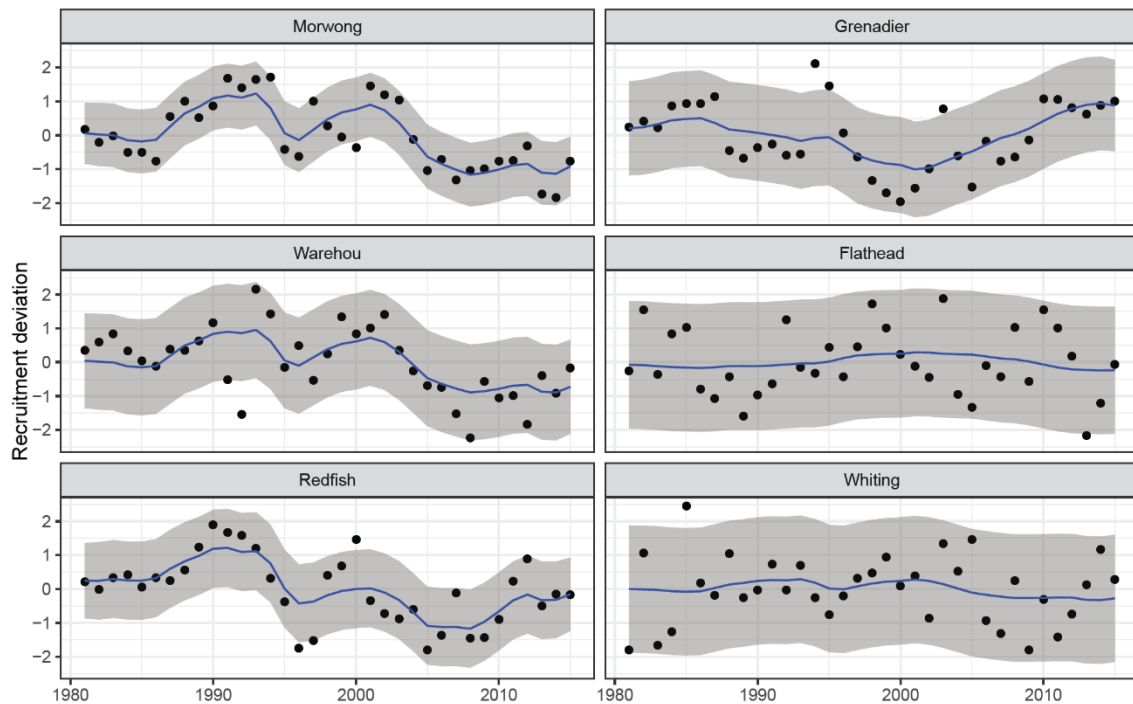 Morwong
Grenadier
2
1
0
−1
−2
Warehou
Flathead
2
1
0
−1
−2
Recruitment deviation
Redfish
Whiting
2
1
0
−1
−2
1980 1990 2000 2010 1980 1990 2000 2010